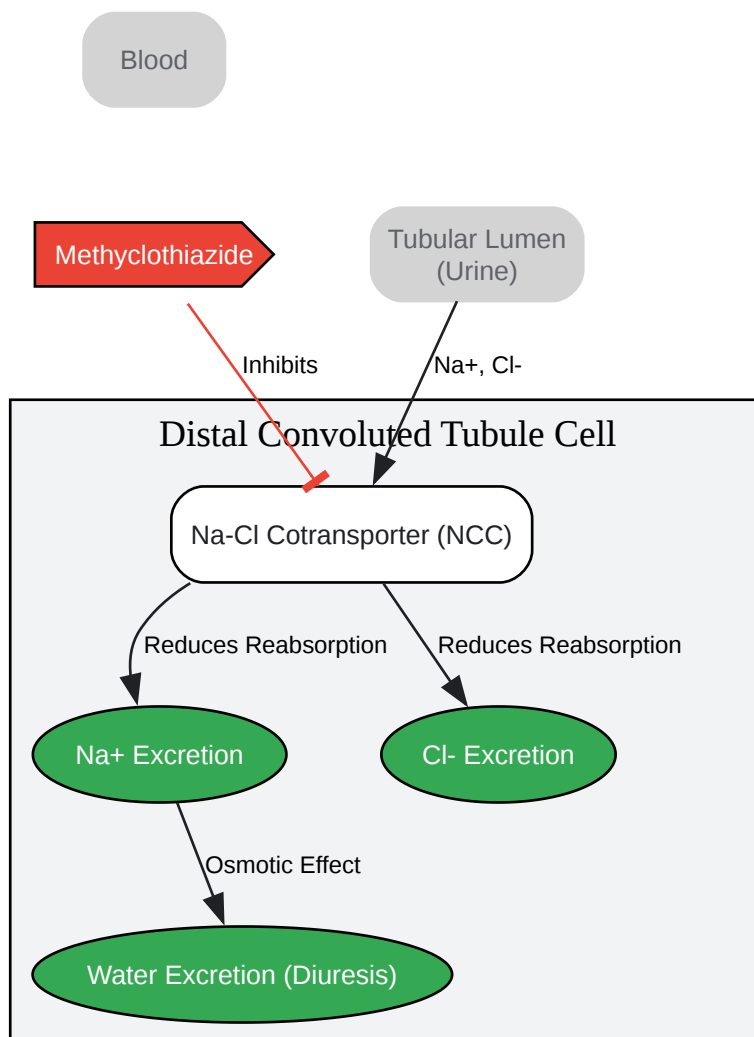 Blood
Methyclothiazide
Tubular Lumen
(Urine)
Inhibits
Na+, Cl-
Distal Convoluted Tubule Cell
Na-Cl Cotransporter (NCC)
Reduces Reabsorption
Reduces Reabsorption
Na+ Excretion
Cl- Excretion
Osmotic Effect
Water Excretion (Diuresis)